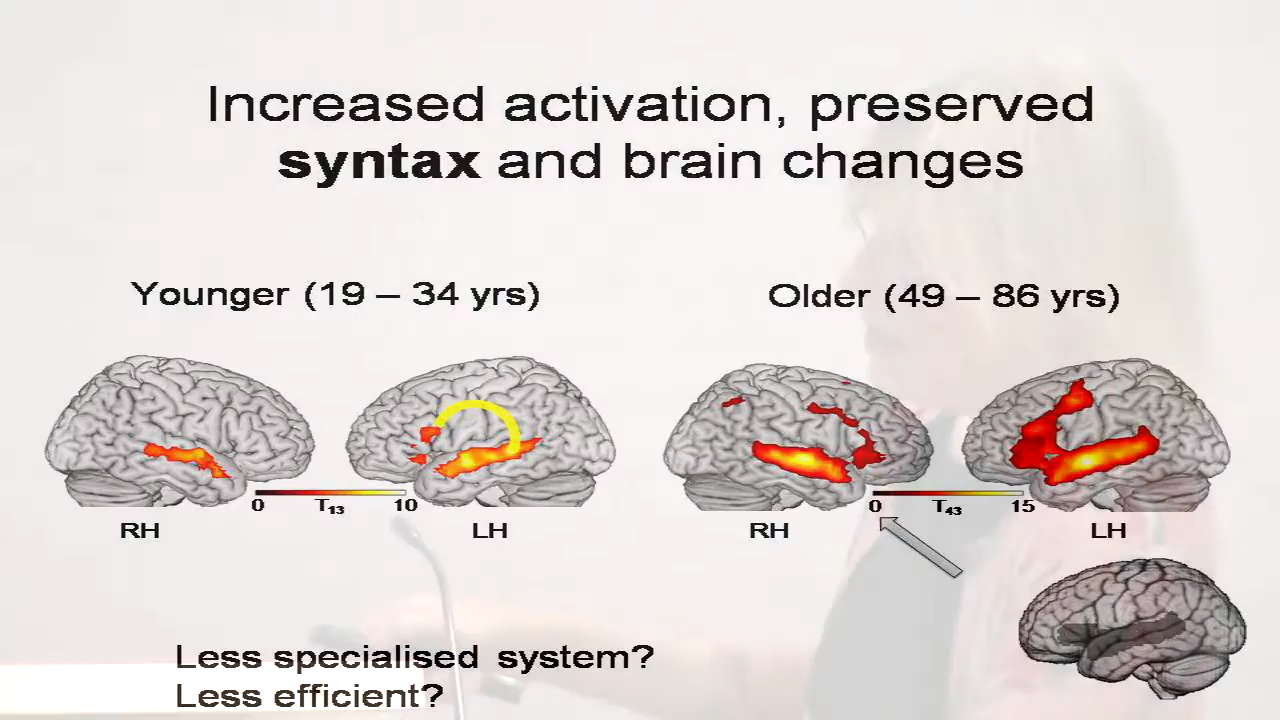 Increased activation, preserved
syntax and brain changes
Younger (19 – 34 yrs)
Older (49 – 86 yrs)
0 T13 10
RH
LH
0 T43 15
RH
LH
Less specialised system?
Less efficient?